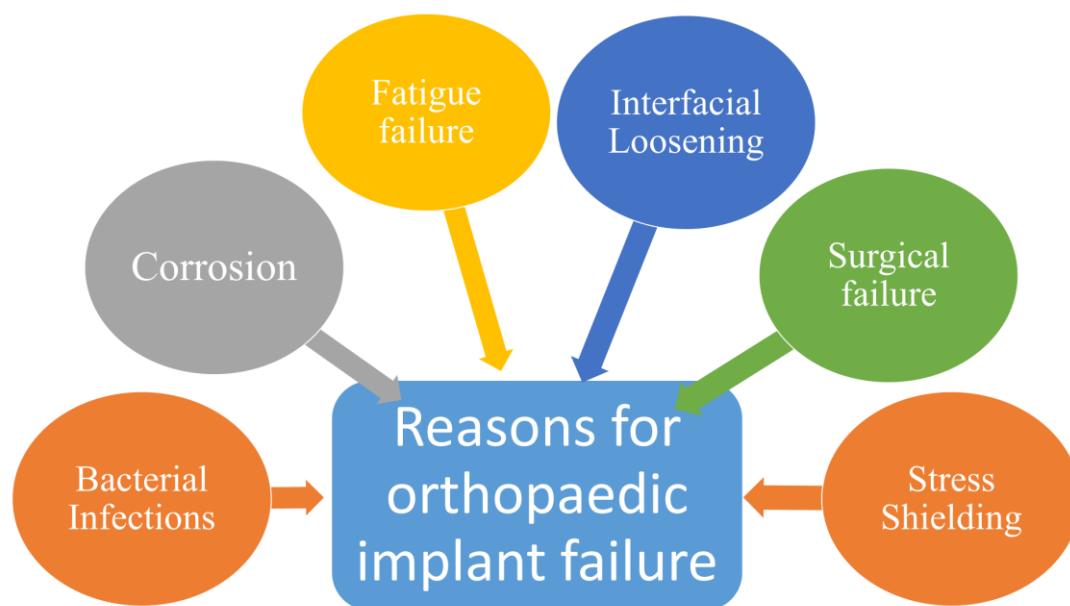 Fatigue
failure
Interfacial
Loosening
Corrosion
Surgical
failure
Bacterial
Infections
Reasons for
orthopaedic
implant failure
Stress
Shielding